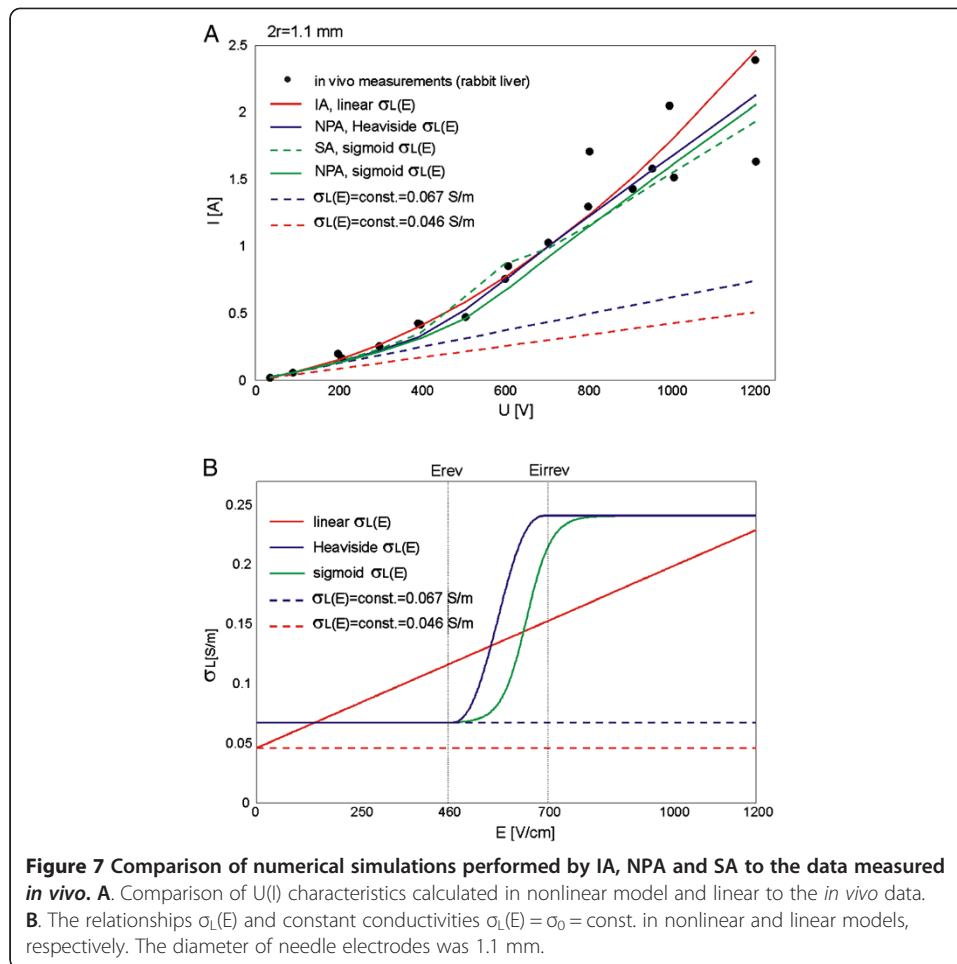 A
2r=1.1 mm
2.5
2
1.5
1
0.5
0
I [A]
in vivo measurements (rabbit liver)
IA, linear σL(E)
NPA, Heaviside σL(E)
SA, sigmoid σL(E)
NPA, sigmoid σL(E)
σL(E)=const.=0.067 S/m
σL(E)=const.=0.046 S/m
200 400 600 800 1000 1200
U [V]
B
Erev Eirrev
0.25
0.2
0.15
0.1
0.05
0
σL[S/m]
linear σL(E)
Heaviside σL(E)
sigmoid σL(E)
σL(E)=const.=0.067 S/m
σL(E)=const.=0.046 S/m
0 250 460 700 1000 1200
E [V/cm]
Figure 7 Comparison of numerical simulations performed by IA, NPA and SA to the data measured
in vivo. A. Comparison of U(I) characteristics calculated in nonlinear model and linear to the in vivo data.
B. The relationships σL(E) and constant conductivities σL(E) = σ0 = const. in nonlinear and linear models,
respectively. The diameter of needle electrodes was 1.1 mm.